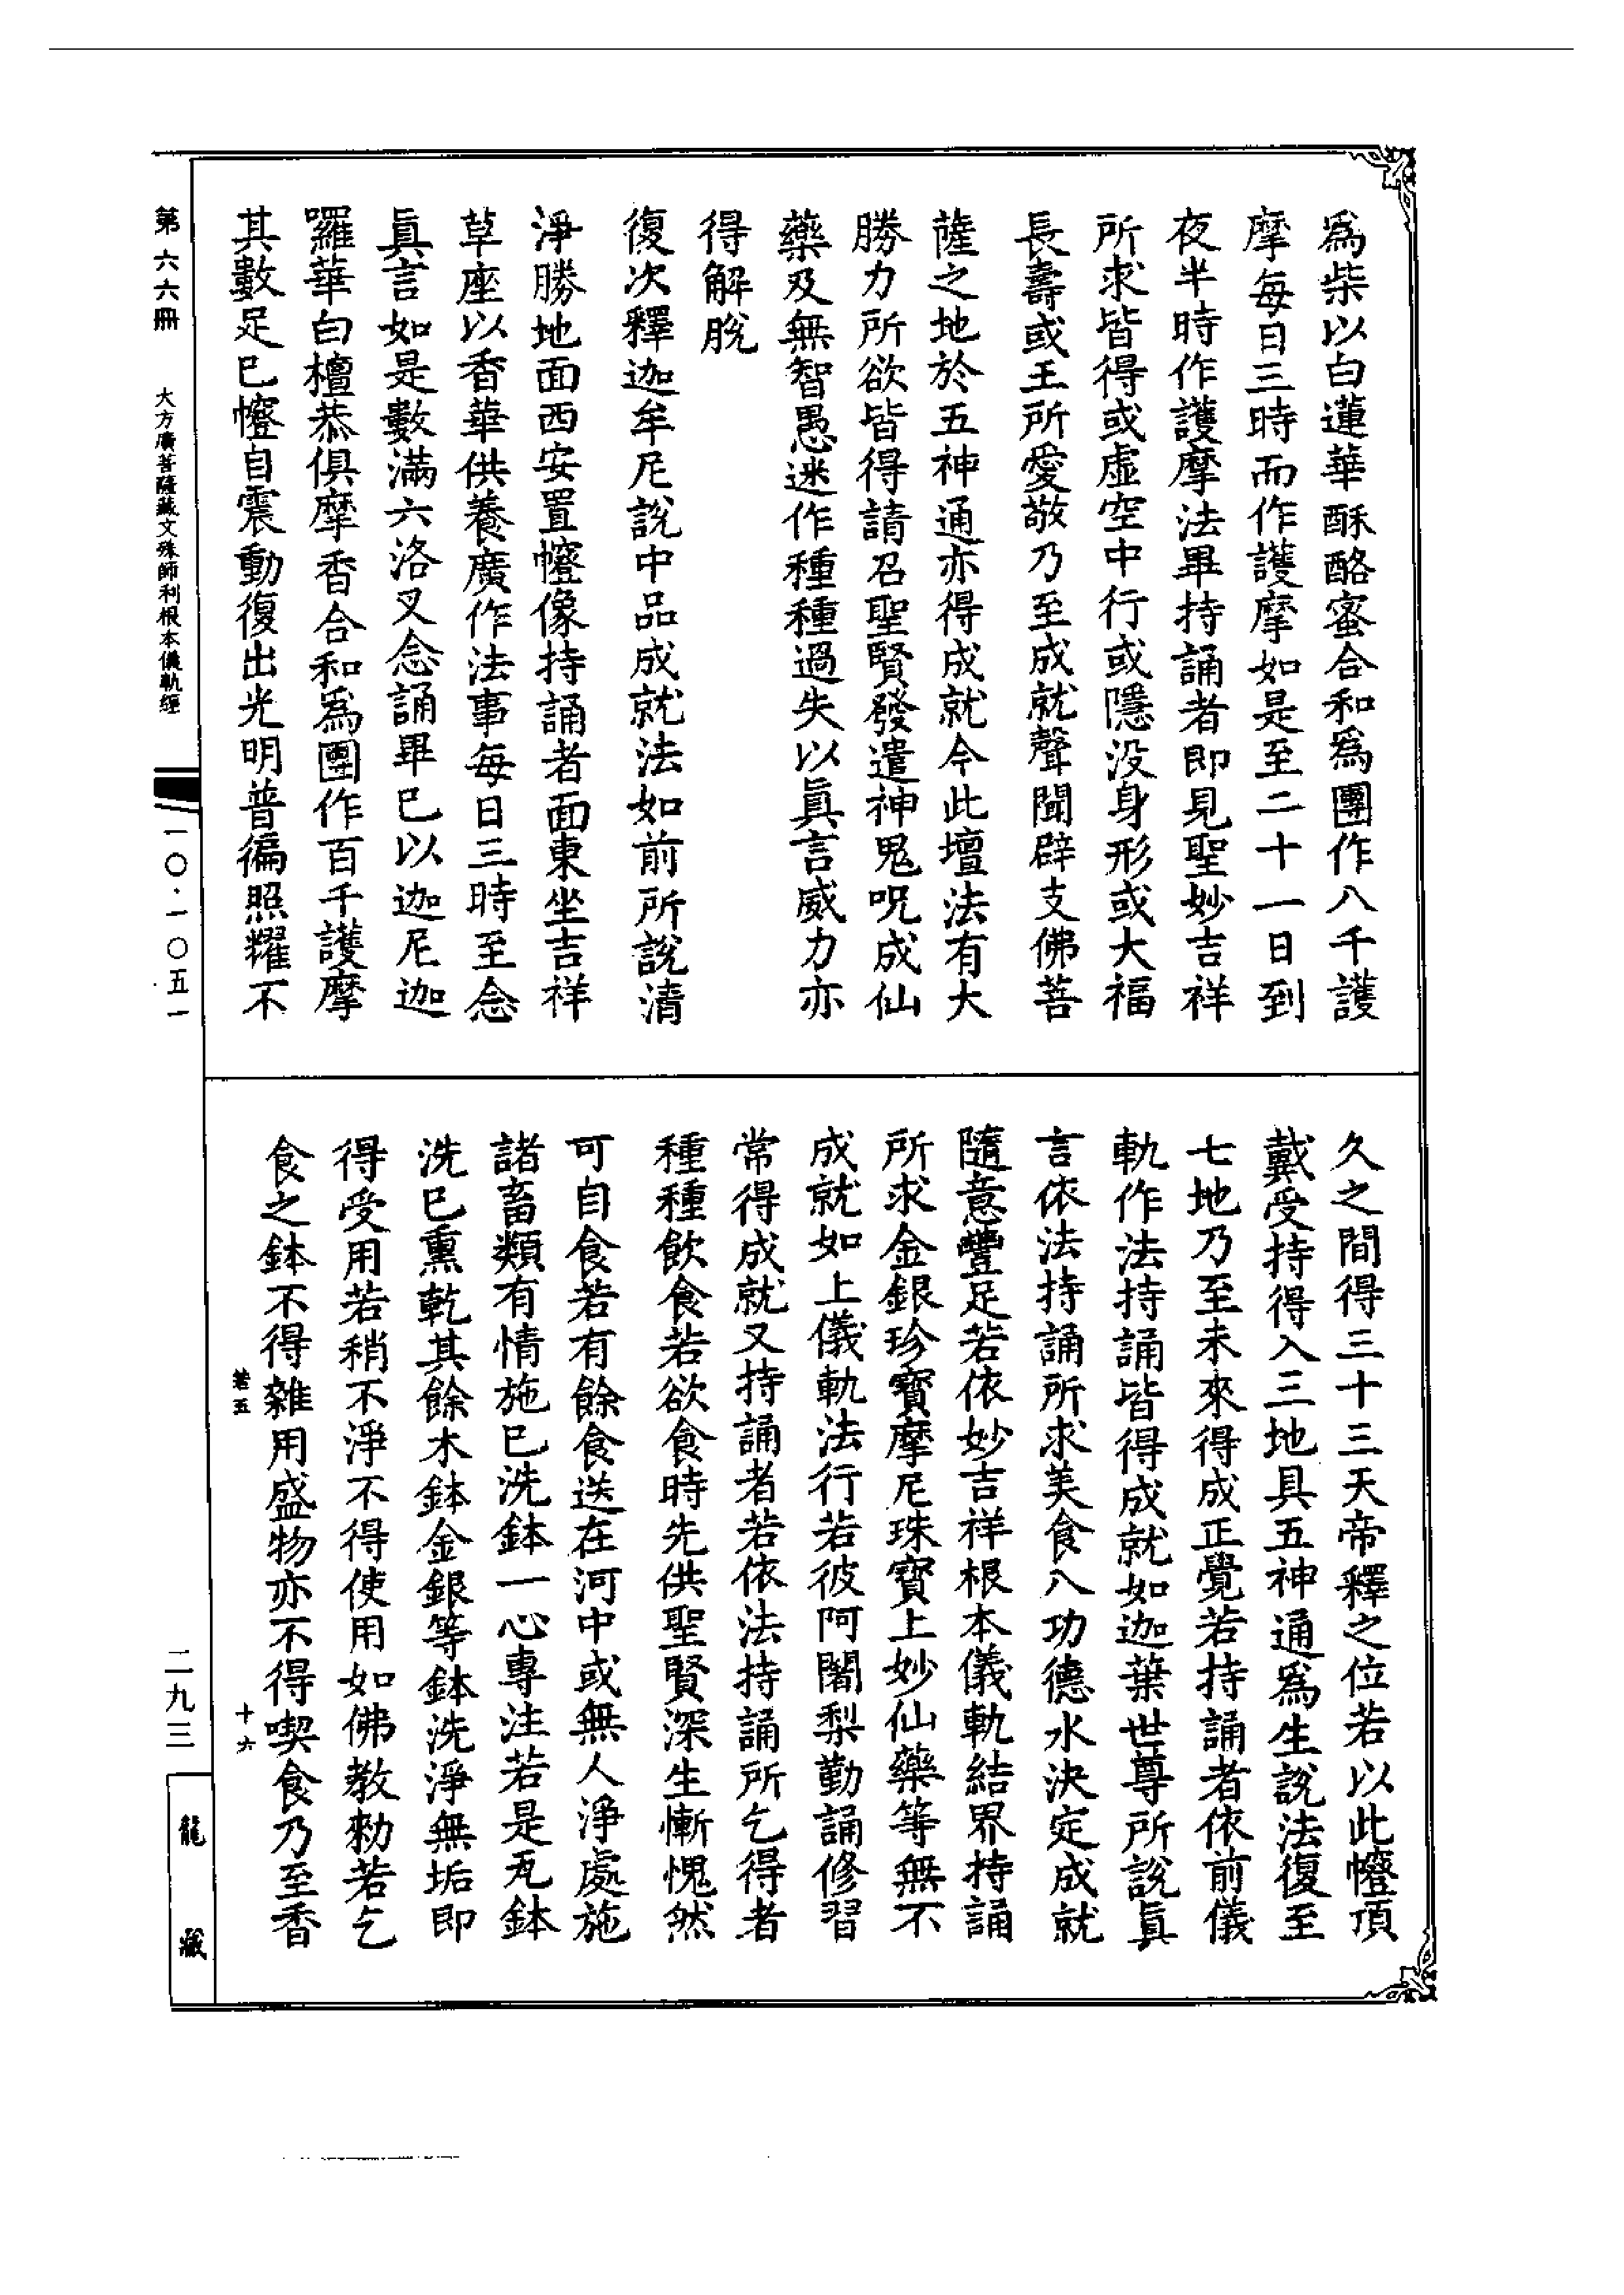 爲柴以白蓮華酥酪蜜合和爲團作八千護
摩每日三時而作護摩如是至二十一日到
夜半時作護摩法畢持誦者即見聖妙吉祥
所求皆得或虛空中行或隱没身形或大福
長壽或王所愛敬乃至成就聲聞辟支佛菩
薩之地於五神通亦得成就今此壇法有大
勝力所欲皆得請召聖賢發遣神鬼呪成仙
藥及無智愚迷作種種過失以眞言威力亦
得解脫
復次釋迦牟尼說中品成就法如前所說清
淨勝地面西安置㡧像持誦者面東坐吉祥
草座以香華供養廣作法事每日三時至念
眞言如是數滿六洛叉念誦畢已以迦尼迦
囉華白檀恭俱摩香合和爲團作百千護摩
其數足已㡧自震動復出光明普徧照耀不
久之間得三十三天帝釋之位若以此㡧頂
戴受持得入三地具五神通爲生說法復至
七地乃至未來得成正覺若持誦者依前儀
軌作法持誦皆得成就如迦葉世尊所說眞
言依法持誦所求美食八功德水決定成就
隨意豐足若依妙吉祥根本儀軌結界持誦
所求金銀珍寶摩尼珠寶上妙仙藥等無不
成就如上儀軌法行若彼阿闍梨勤誦修習
常得成就又持誦者若依法持誦所乞得者
種種飲食若欲食時先供聖賢深生慚愧然
可自食若有餘食送在河中或無人淨處施
諸畜類有情施已洗鉢一心專注若是瓦鉢
洗已熏乾其餘木鉢金銀等鉢洗淨無垢即
得受用若稍不淨不得使用如佛教勑若乞
食之鉢不得雜用盛物亦不得喫食乃至香
第六六冊
大方廣菩薩藏文殊師利根本儀軌經
一〇·一〇五一
若五
十六
二九三
龍藏